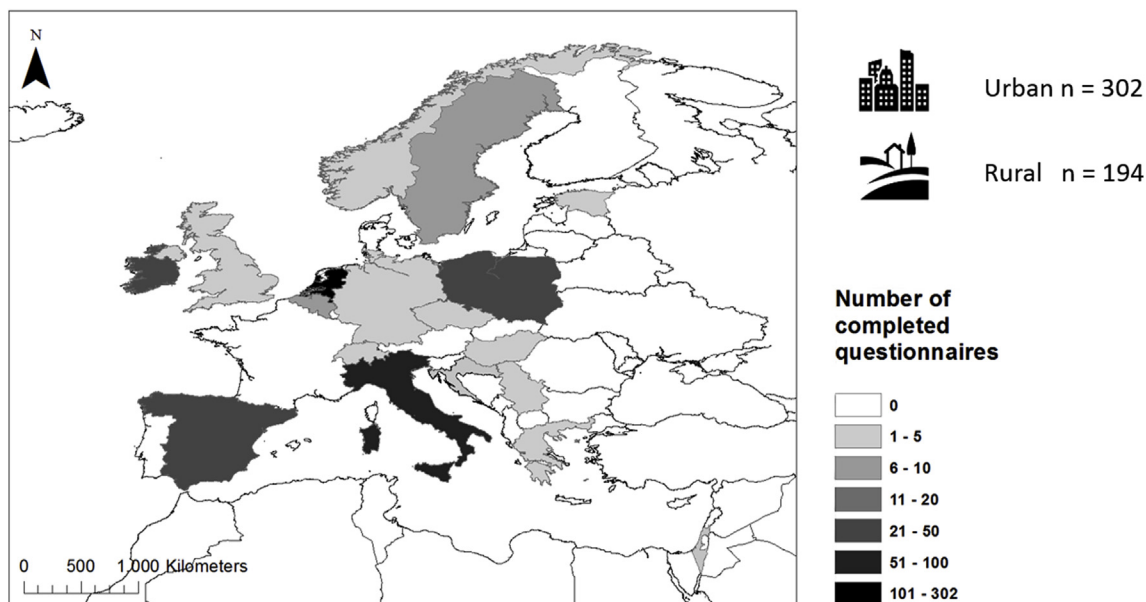 N
Urban n = 302
Rural n = 194
Number of
completed
questionnaires
0
1 - 5
6 - 10
11 - 20
21 - 50
51 - 100
101 - 302
0 500 1 000 Kilometers